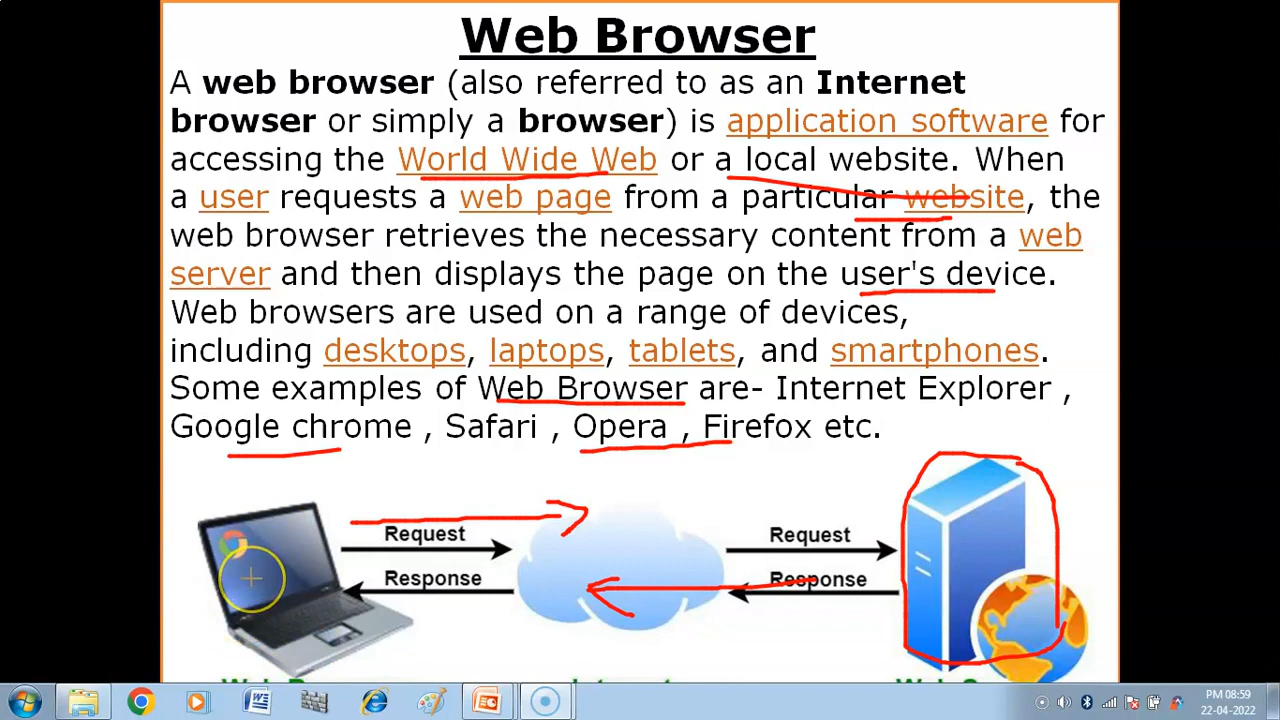 Web Browser
A web browser (also referred to as an Internet
browser or simply a browser) is application software for
accessing the World Wide Web or a local website. When
a user requests a web page from a particular website, the
web browser retrieves the necessary content from a web
server and then displays the page on the user's device.
Web browsers are used on a range of devices,
including desktops, laptops, tablets, and smartphones.
Some examples of Web Browser are- Internet Explorer ,
Google chrome , Safari , Opera , Firefox etc.
Request
Request
Response
Response
PM 08:59
22-04-2022